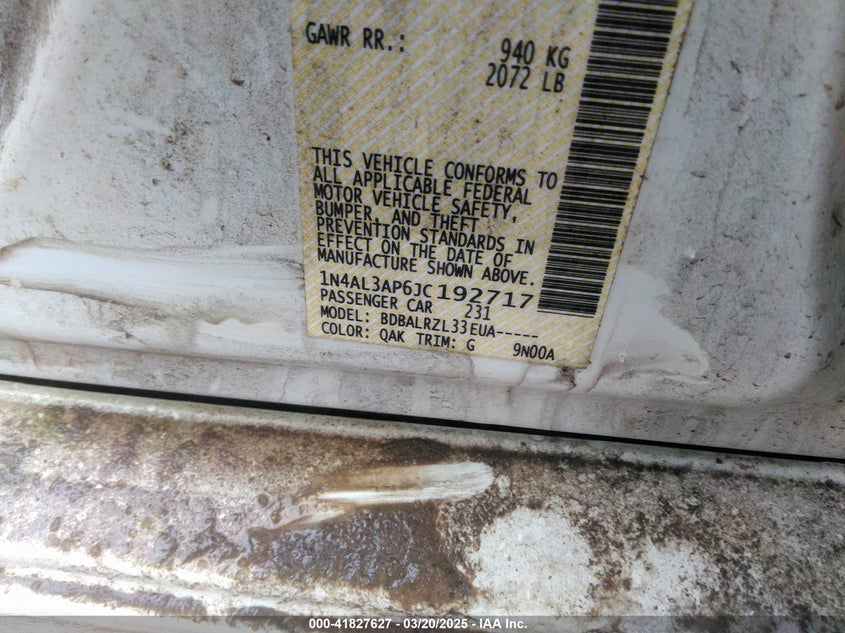 GAWR RR.: 940 KG
2072 LB
THIS VEHICLE CONFORMS TO
ALL APPLICABLE FEDERAL
MOTOR VEHICLE SAFETY,
BUMPER, AND THEFT
PREVENTION STANDARDS IN
EFFECT ON THE DATE OF
MANUFACTURE SHOWN ABOVE.
1N4AL3AP6JC192717
PASSENGER CAR 231
MODEL: BDBALRZL33EUA-----
COLOR: QAK TRIM: G 9N00A
000-41827627 - 03/20/2025 - IAA Inc.